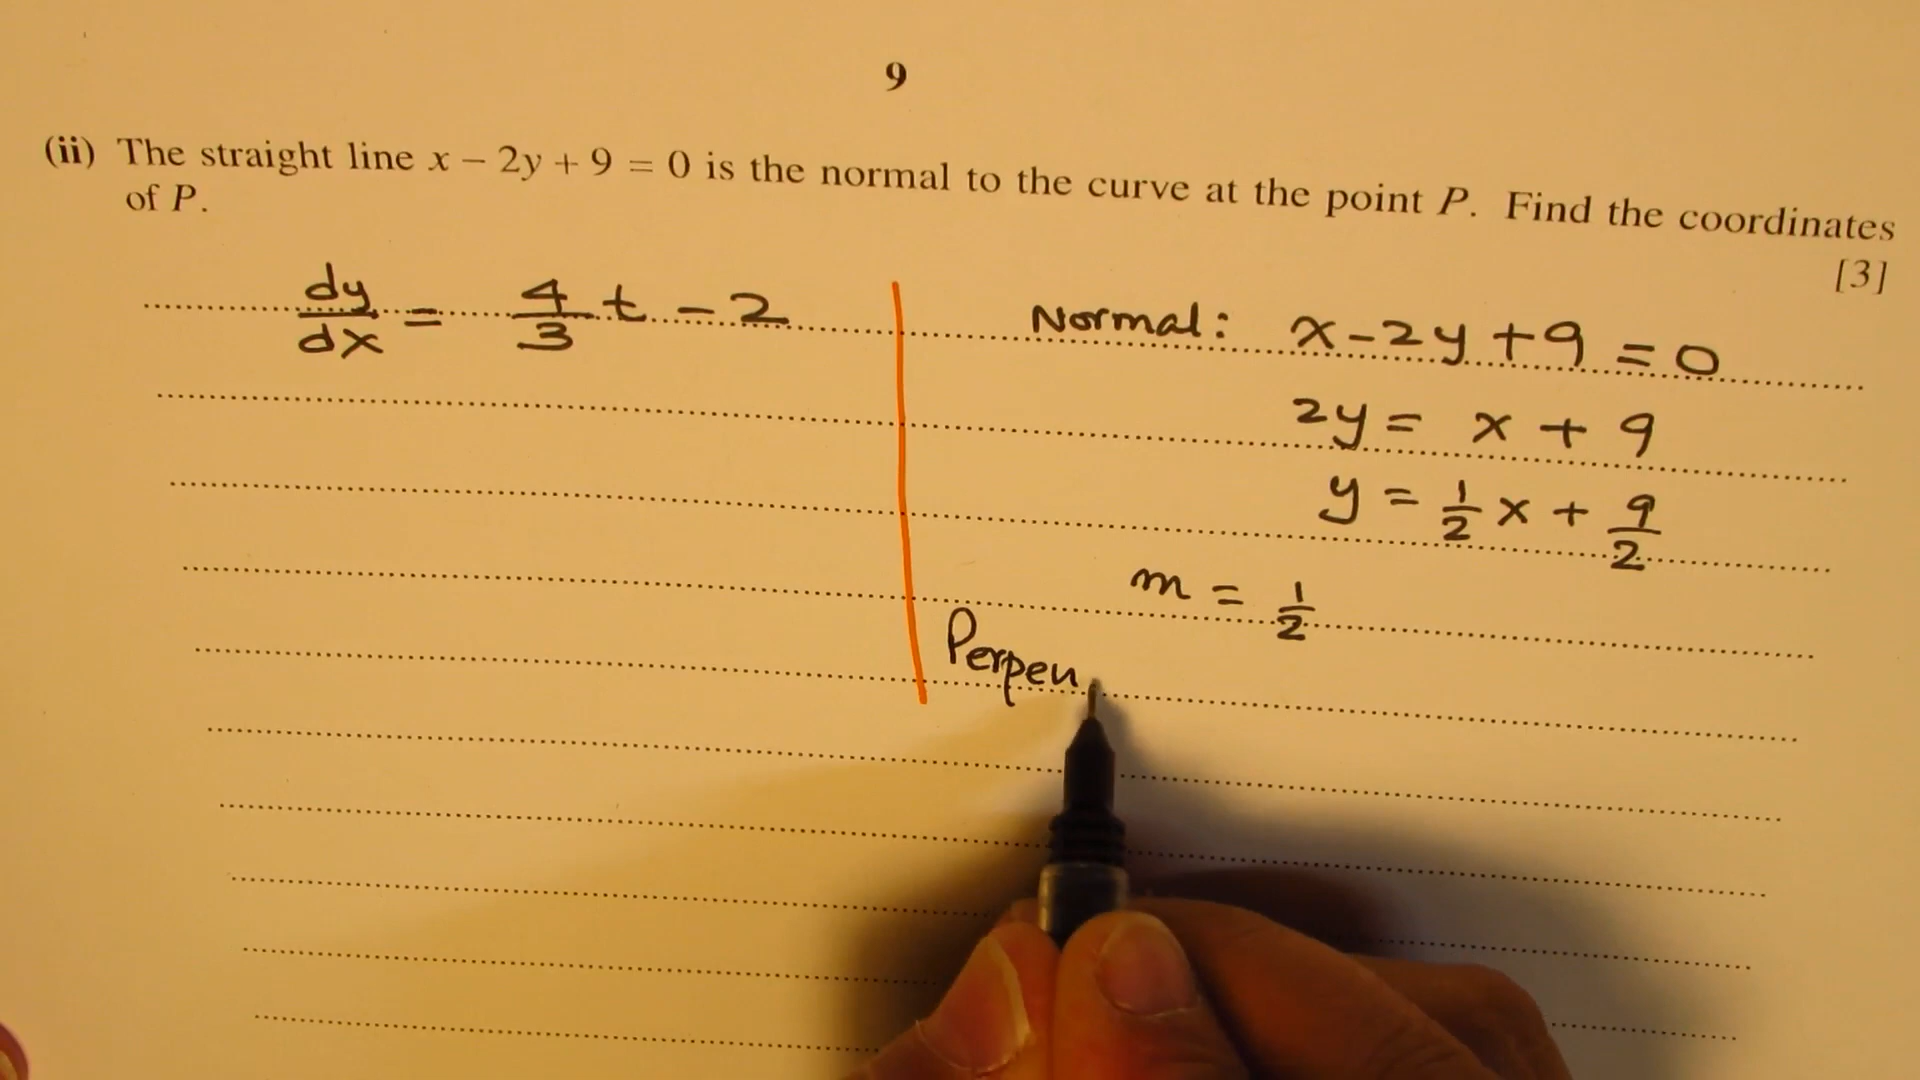 9
(ii) The straight line x − 2y + 9 = 0 is the normal to the curve at the point P. Find the coordinates
of P.
[3]
dy/dx = 4/3 t − 2
Normal: x − 2y + 9 = 0
2y = x + 9
y = 1/2 x + 9/2
m = 1/2
Perpen